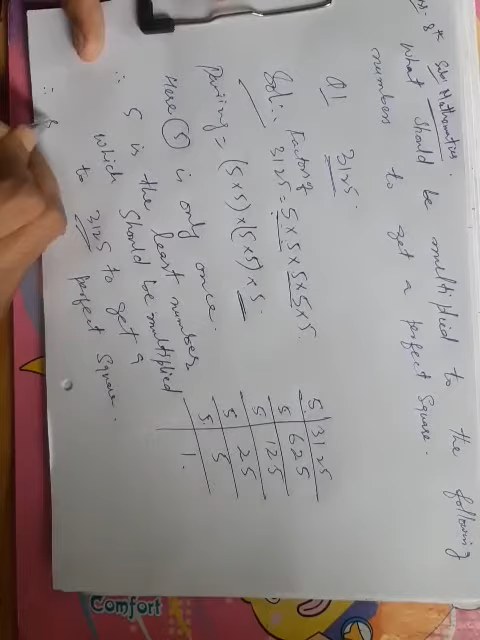 8th Sub: Mathematics.
What should be multiplied to the following
numbers to get a perfect Square.
Q1 3125.
Sol:. Factors of
3125 = 5×5×5×5×5.
5 3125
5 625
5 125
5 25
5 5
1.
Pairing = (5×5)×(5×5)×5.
Here 5 is only once.
∴ 5 is the least number
which should be multiplied
to 3125 to get a
perfect Square.
∴
Comfort